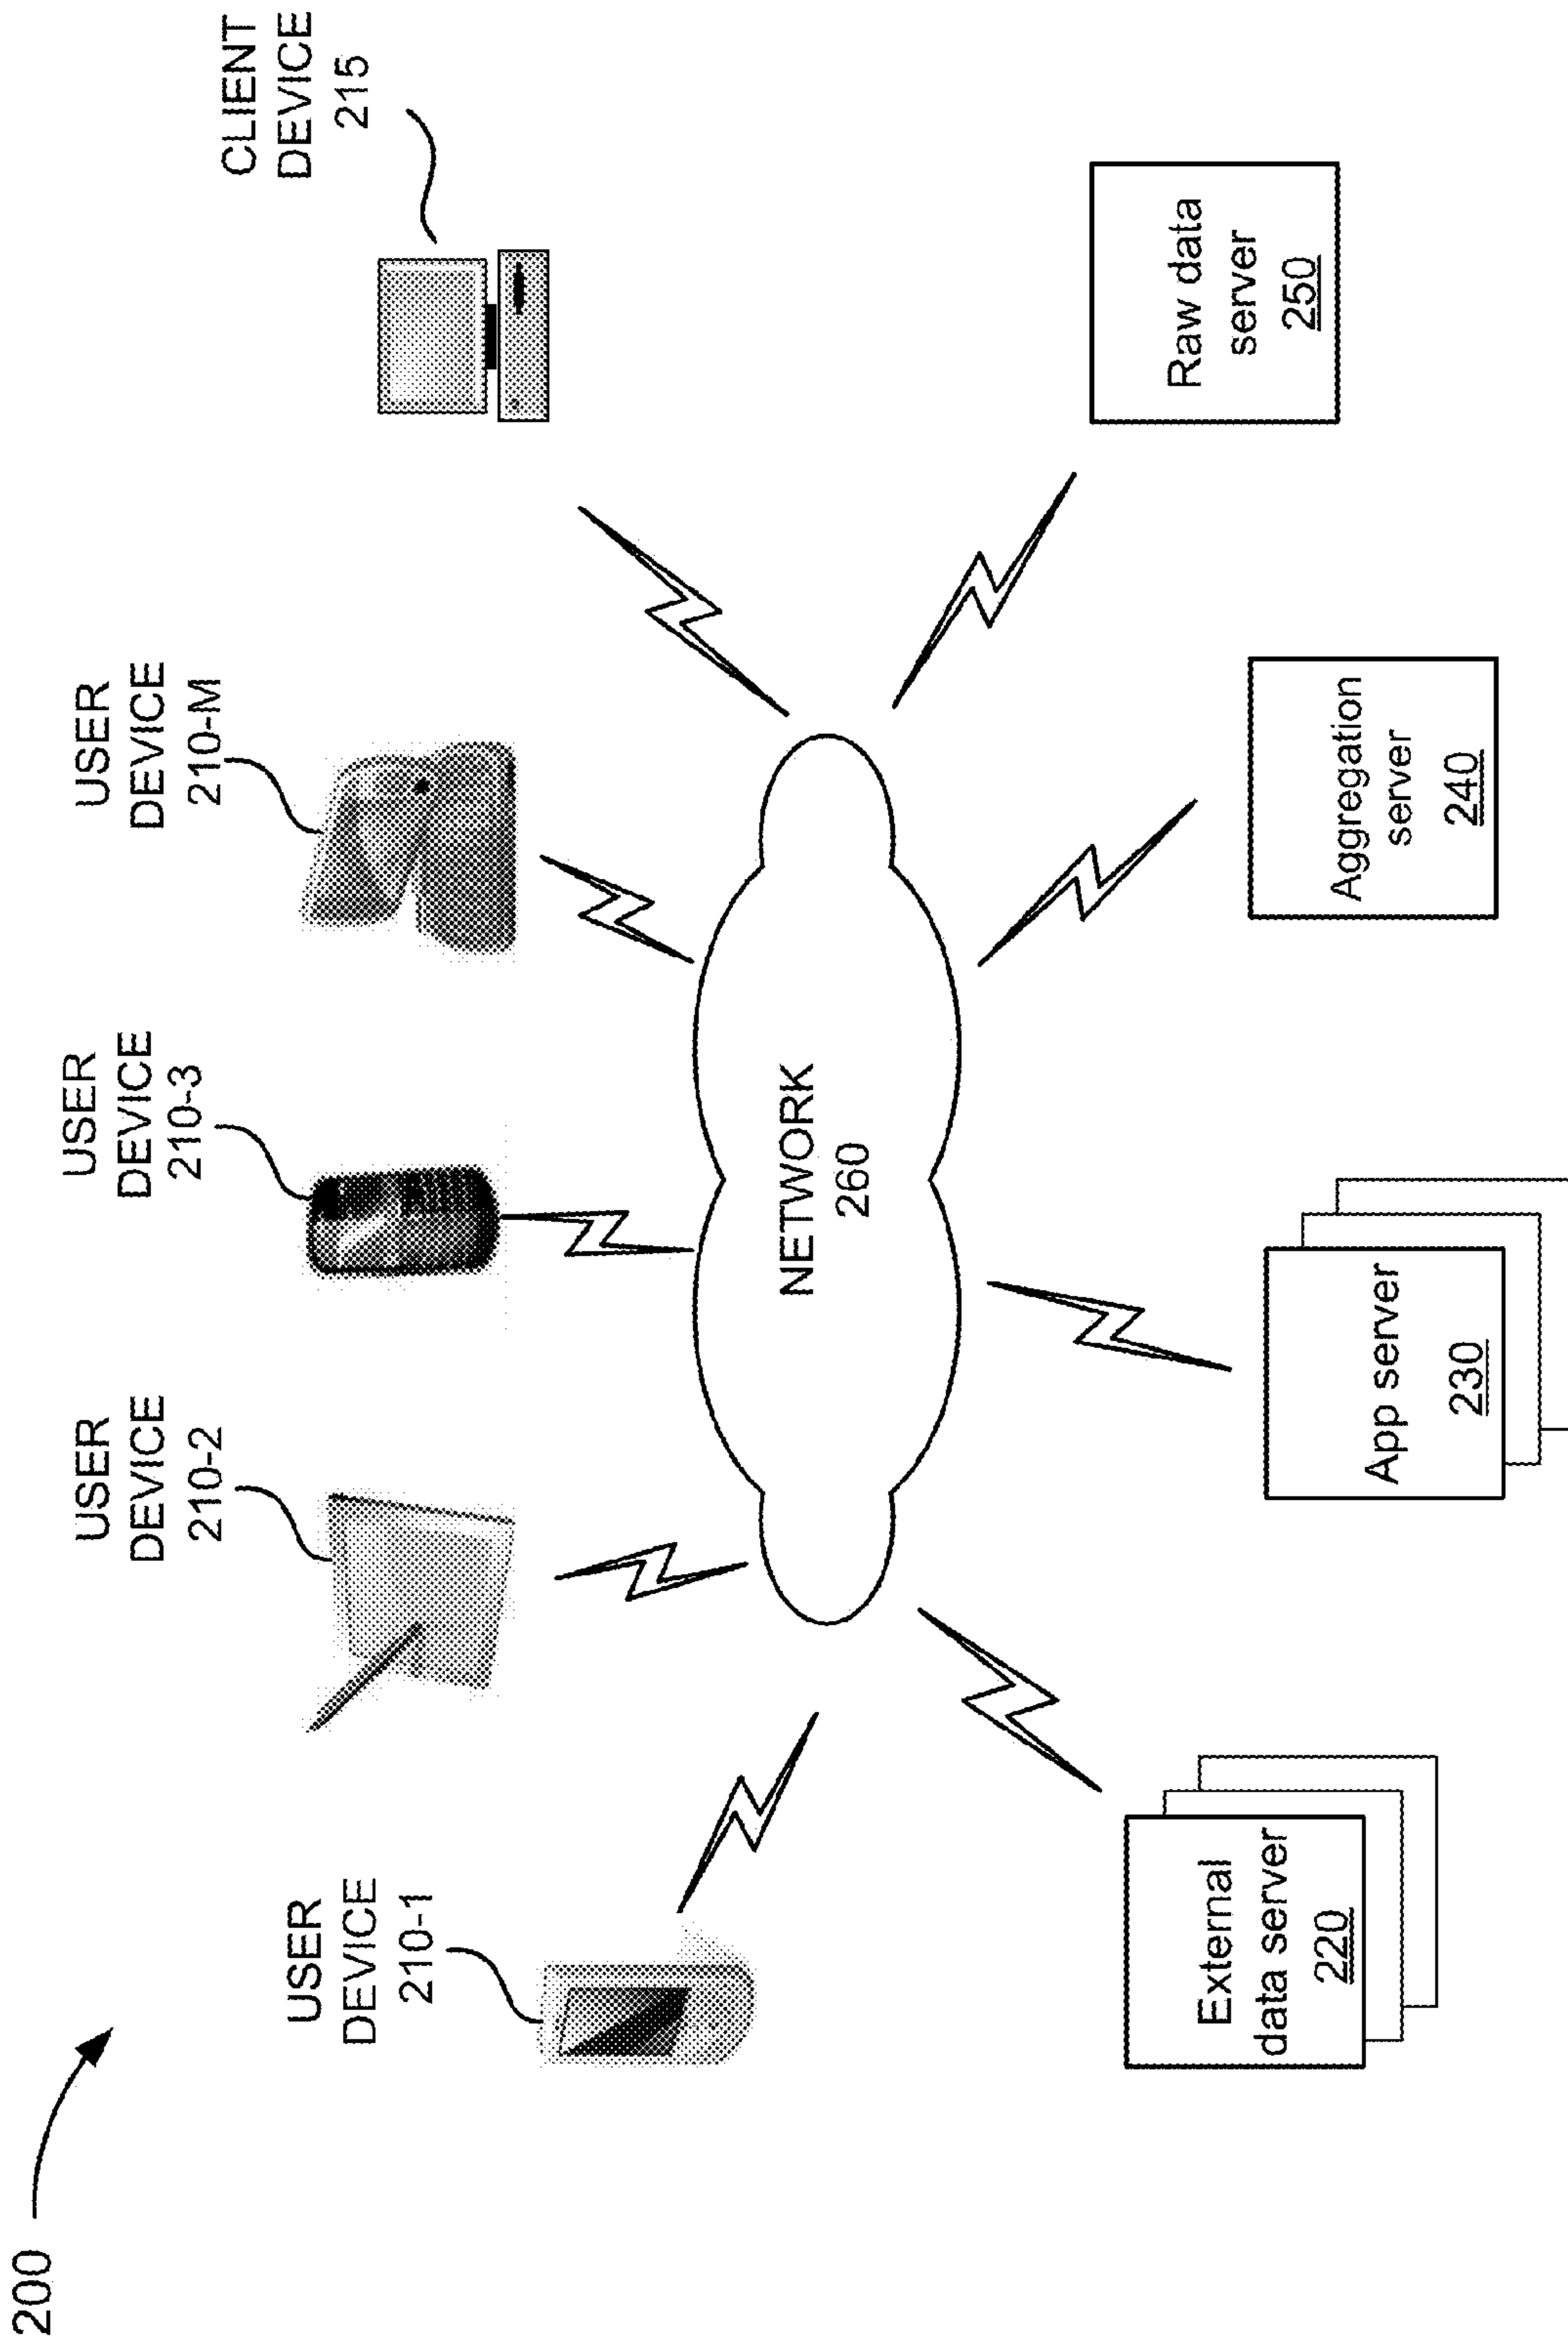 200
USER
DEVICE
210-1
USER
DEVICE
210-2
USER
DEVICE
210-3
USER
DEVICE
210-M
CLIENT
DEVICE
215
NETWORK
260
External
data server
220
App server
230
Aggregation
server
240
Raw data
server
250